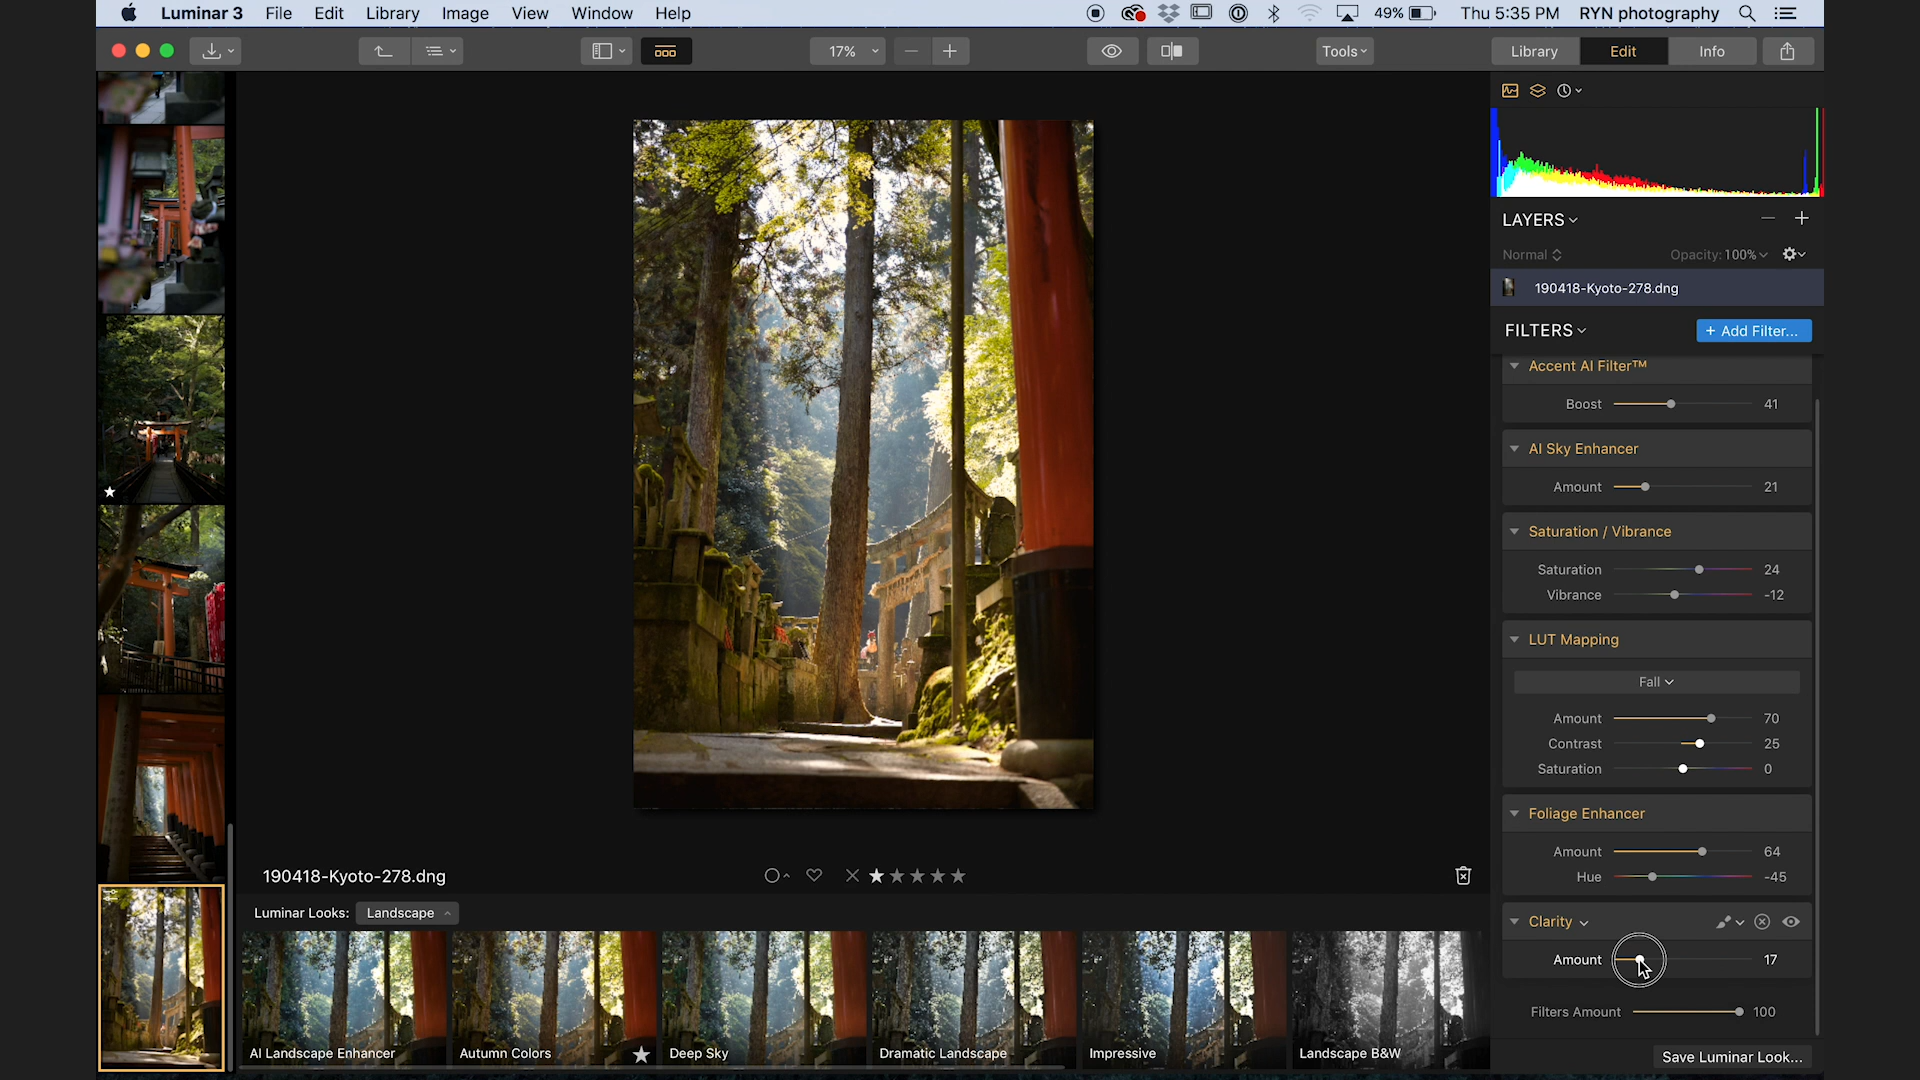 Luminar 3 File Edit Library Image View Window Help 49% Thu 5:35 PM RYN photography
17% Tools Library Edit Info
LAYERS
Normal Opacity: 100%
190418-Kyoto-278.dng
FILTERS + Add Filter...
Accent AI Filter™
Boost 41
AI Sky Enhancer
Amount 21
Saturation / Vibrance
Saturation 24
Vibrance -12
LUT Mapping
Fall
Amount 70
Contrast 25
Saturation 0
Foliage Enhancer
Amount 64
Hue -45
Clarity
Amount 17
Filters Amount 100
Save Luminar Look...
190418-Kyoto-278.dng
Luminar Looks: Landscape
AI Landscape Enhancer Autumn Colors Deep Sky Dramatic Landscape Impressive Landscape B&W